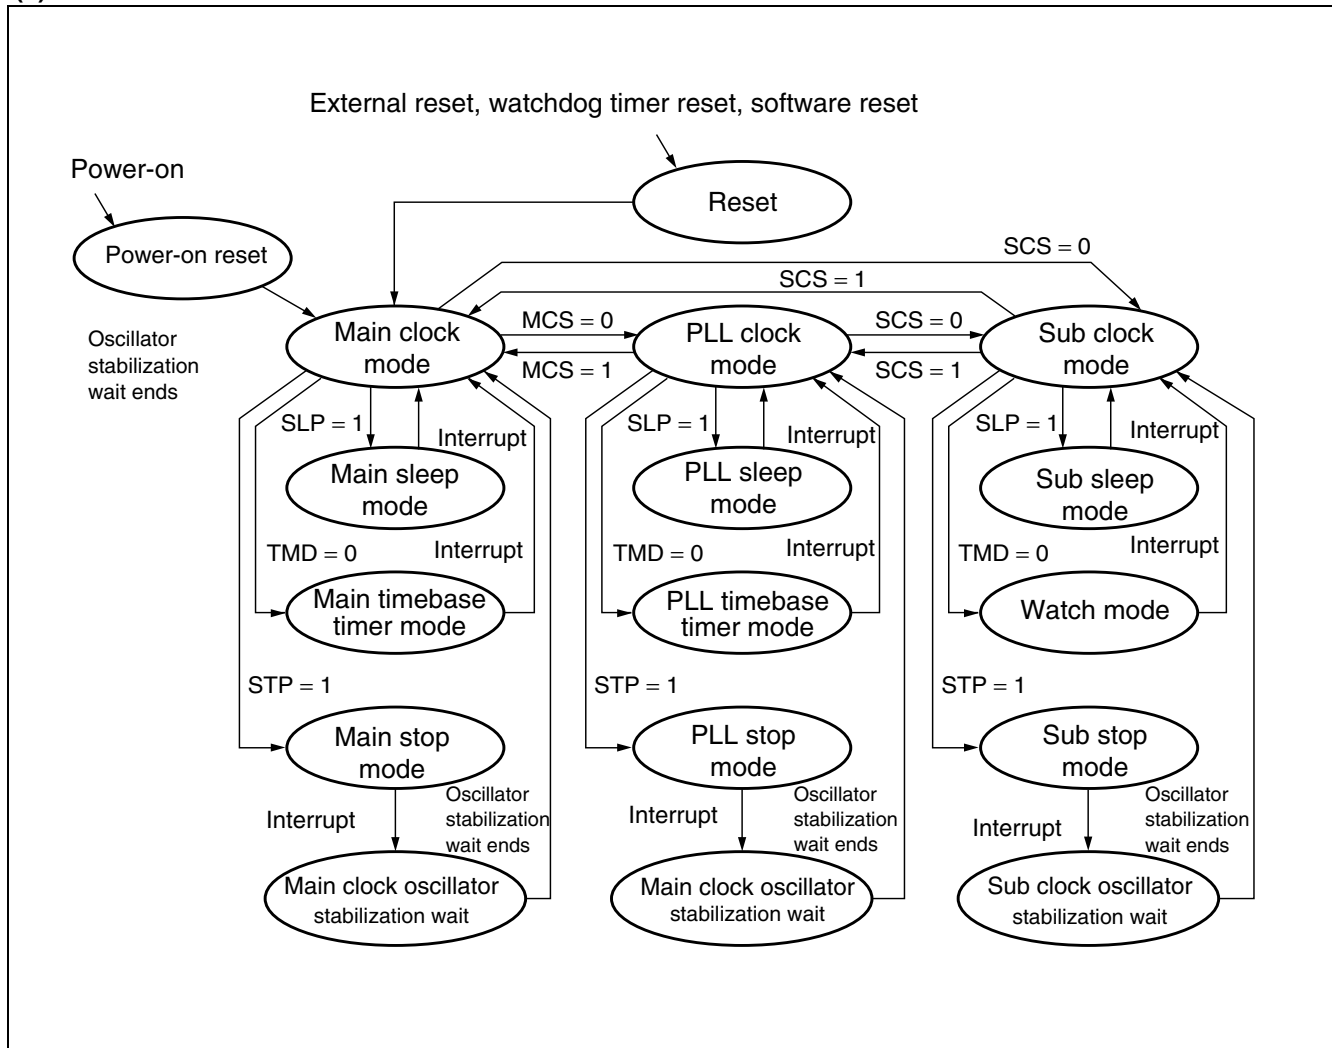 External reset, watchdog timer reset, software reset
Power-on
Reset
Power-on reset
SCS = 0
SCS = 1
Oscillator
stabilization
wait ends
Main clock
mode
MCS = 0
MCS = 1
PLL clock
mode
SCS = 0
SCS = 1
Sub clock
mode
SLP = 1
Interrupt
Main sleep
mode
SLP = 1
Interrupt
PLL sleep
mode
SLP = 1
Interrupt
Sub sleep
mode
TMD = 0
Interrupt
Main timebase
timer mode
TMD = 0
Interrupt
PLL timebase
timer mode
TMD = 0
Interrupt
Watch mode
STP = 1
Main stop
mode
STP = 1
PLL stop
mode
STP = 1
Sub stop
mode
Interrupt
Oscillator
stabilization
wait ends
Main clock oscillator
stabilization wait
Interrupt
Oscillator
stabilization
wait ends
Main clock oscillator
stabilization wait
Interrupt
Oscillator
stabilization
wait ends
Sub clock oscillator
stabilization wait